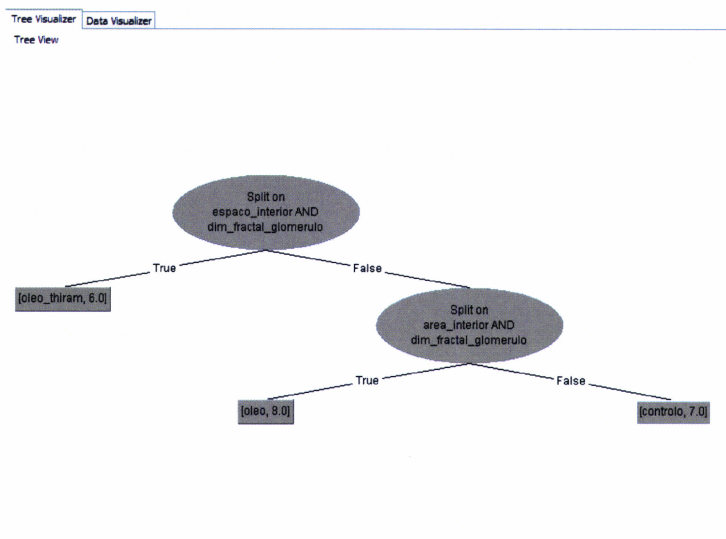 Tree Visualizer Data Visualizer
Tree View
Split on
espaco_interior AND
dim_fractal_glomerulo
True False
[oleo_thiram, 6.0]
Split on
area_interior AND
dim_fractal_glomerulo
True False
[oleo, 8.0] [controlo, 7.0]